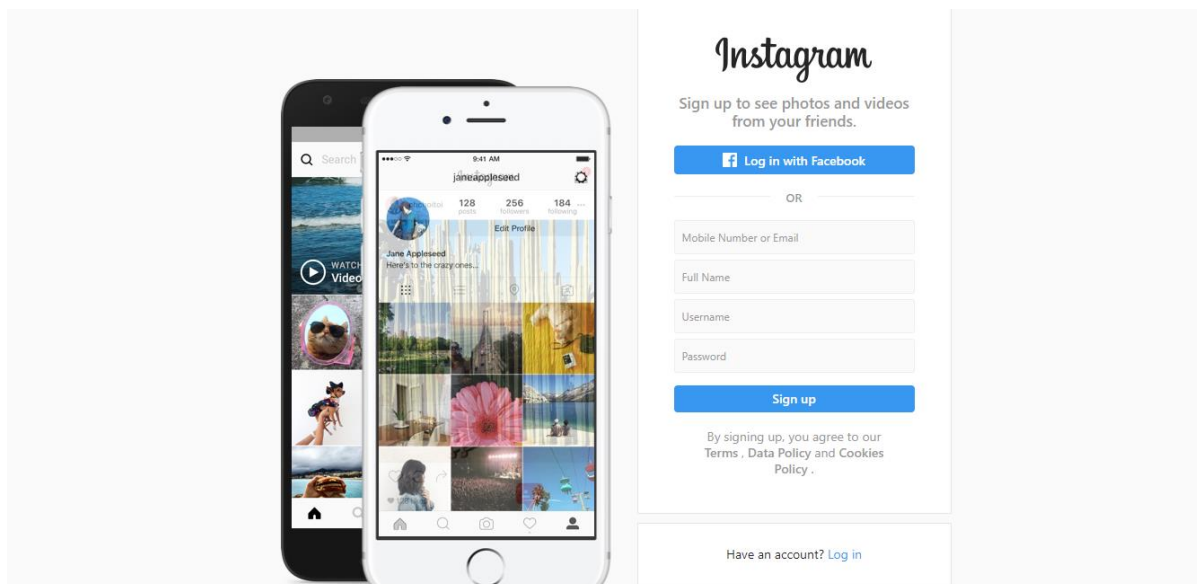 Search
WATCH
Video
9:41 AM
janeappleseed
128
posts
256
followers
184
following
Edit Profile
Jane Appleseed
Here's to the crazy ones...
Instagram
Sign up to see photos and videos
from your friends.
Log in with Facebook
OR
Mobile Number or Email
Full Name
Username
Password
Sign up
By signing up, you agree to our
Terms , Data Policy and Cookies
Policy .
Have an account? Log in